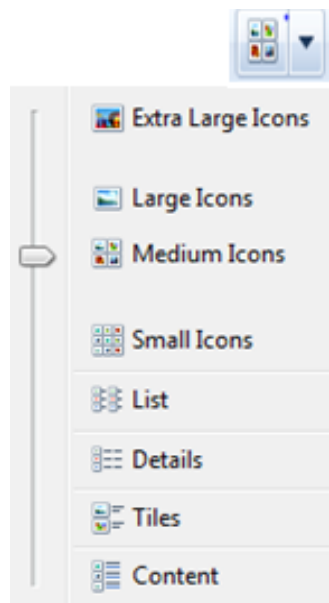 Extra Large Icons
Large Icons
Medium Icons
Small Icons
List
Details
Tiles
Content